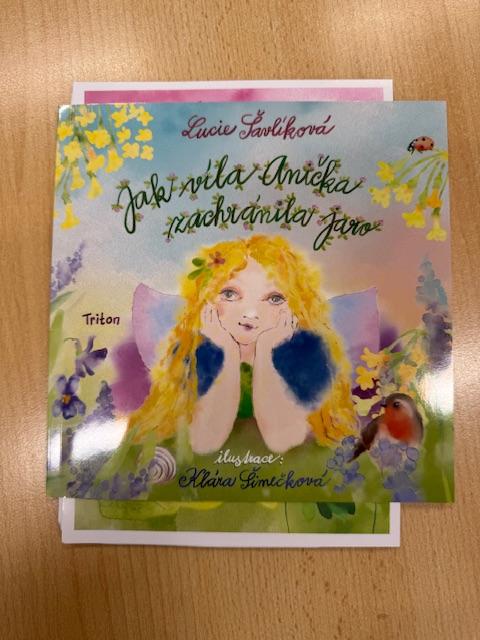 Lucie Šavlíková
Jak víla Anička
zachránila jaro
Triton
ilustrace:
Klára Šimečková